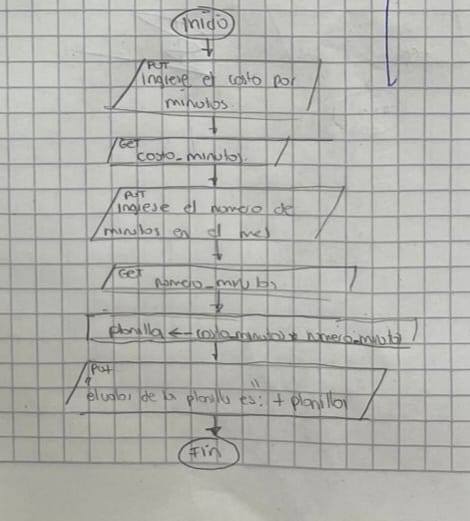 Inicio
PUT
Ingrese el costo por
minutos.
GET
costo_minutos.
PUT
Ingrese el numero de
minutos en el mes
GET
numero_minutos
planilla ← costo_minutos * numero_minuto
PUT
"el valor de la planilla es:" + planilla
Fin